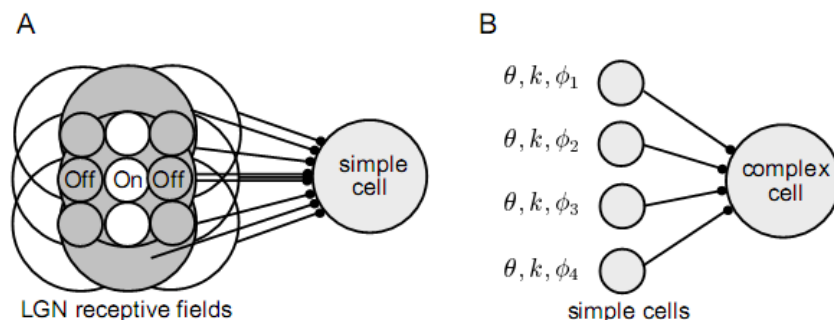 A
Off On Off
simple
cell
LGN receptive fields
B
θ, k, ϕ₁
θ, k, ϕ₂
θ, k, ϕ₃
θ, k, ϕ₄
complex
cell
simple cells